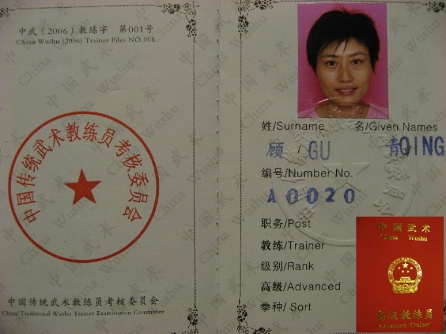 中武（2006）教练字 第001号
China Wushu (2006) Trainer Files NO.001
中国传统武术教练员考核委员会
中国传统武术教练员考核委员会
China Traditional Wushu Trainer Examination Committee
姓/Surname 名/Given Names
顾 / GU 青QING
编号/Number No.
A0020
职务/Post
教练/Trainer
级别/Rank
高级/Advanced
拳种/ Sort
中国武术
China Wushu
高级教练员
Advanced Trainer